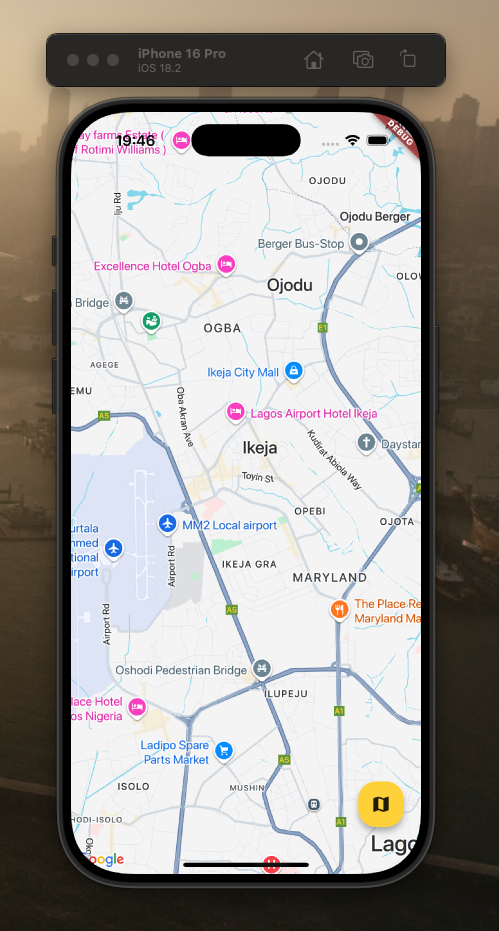 iPhone 16 Pro
iOS 18.2
DEBUG
19:46
ay farms Estate (
f Rotimi Williams )
OJODU
Iju Rd
Ojodu Berger
Berger Bus-Stop
Excellence Hotel Ogba
OLO
Ojodu
Bridge
OGBA
E1
AGEGE
Ikeja City Mall
EMU
Oba Akran Ave
Lagos Airport Hotel Ikeja
A5
Kudirat Abiola Way
Daystar
Ikeja
Toyin St
OPEBI
MM2 Local airport
OJOTA
urtala
mmed
tional
irport
Airport Rd
IKEJA GRA
MARYLAND
Airport Rd
A5
The Place Re
Maryland Ma
Oshodi Pedestrian Bridge
ILUPEJU
lace Hotel
os Nigeria
A1
Ladipo Spare
Parts Market
A5
ISOLO
MUSHIN
HODI-ISOLO
A1
Lago
oogle